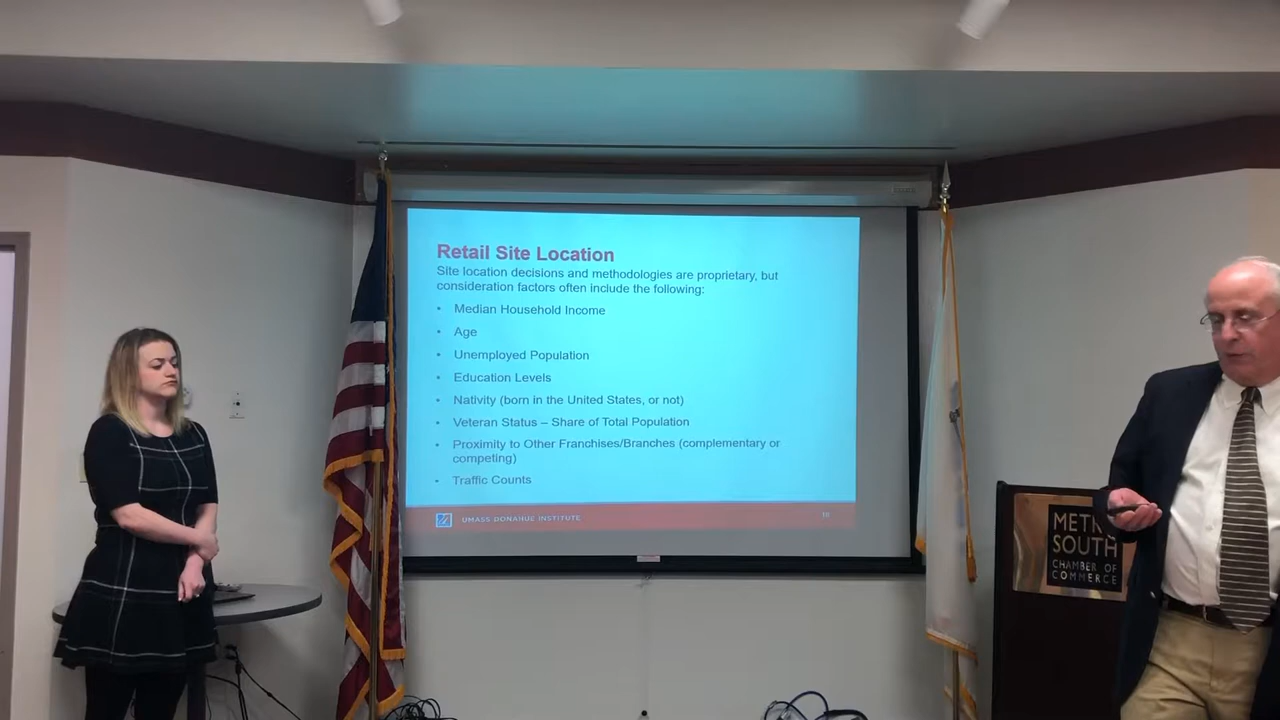 Retail Site Location
Site location decisions and methodologies are proprietary, but
consideration factors often include the following:
• Median Household Income
• Age
• Unemployed Population
• Education Levels
• Nativity (born in the United States, or not)
• Veteran Status – Share of Total Population
• Proximity to Other Franchises/Branches (complementary or
competing)
• Traffic Counts
UMASS DONAHUE INSTITUTE
METRO
SOUTH
CHAMBER OF
COMMERCE